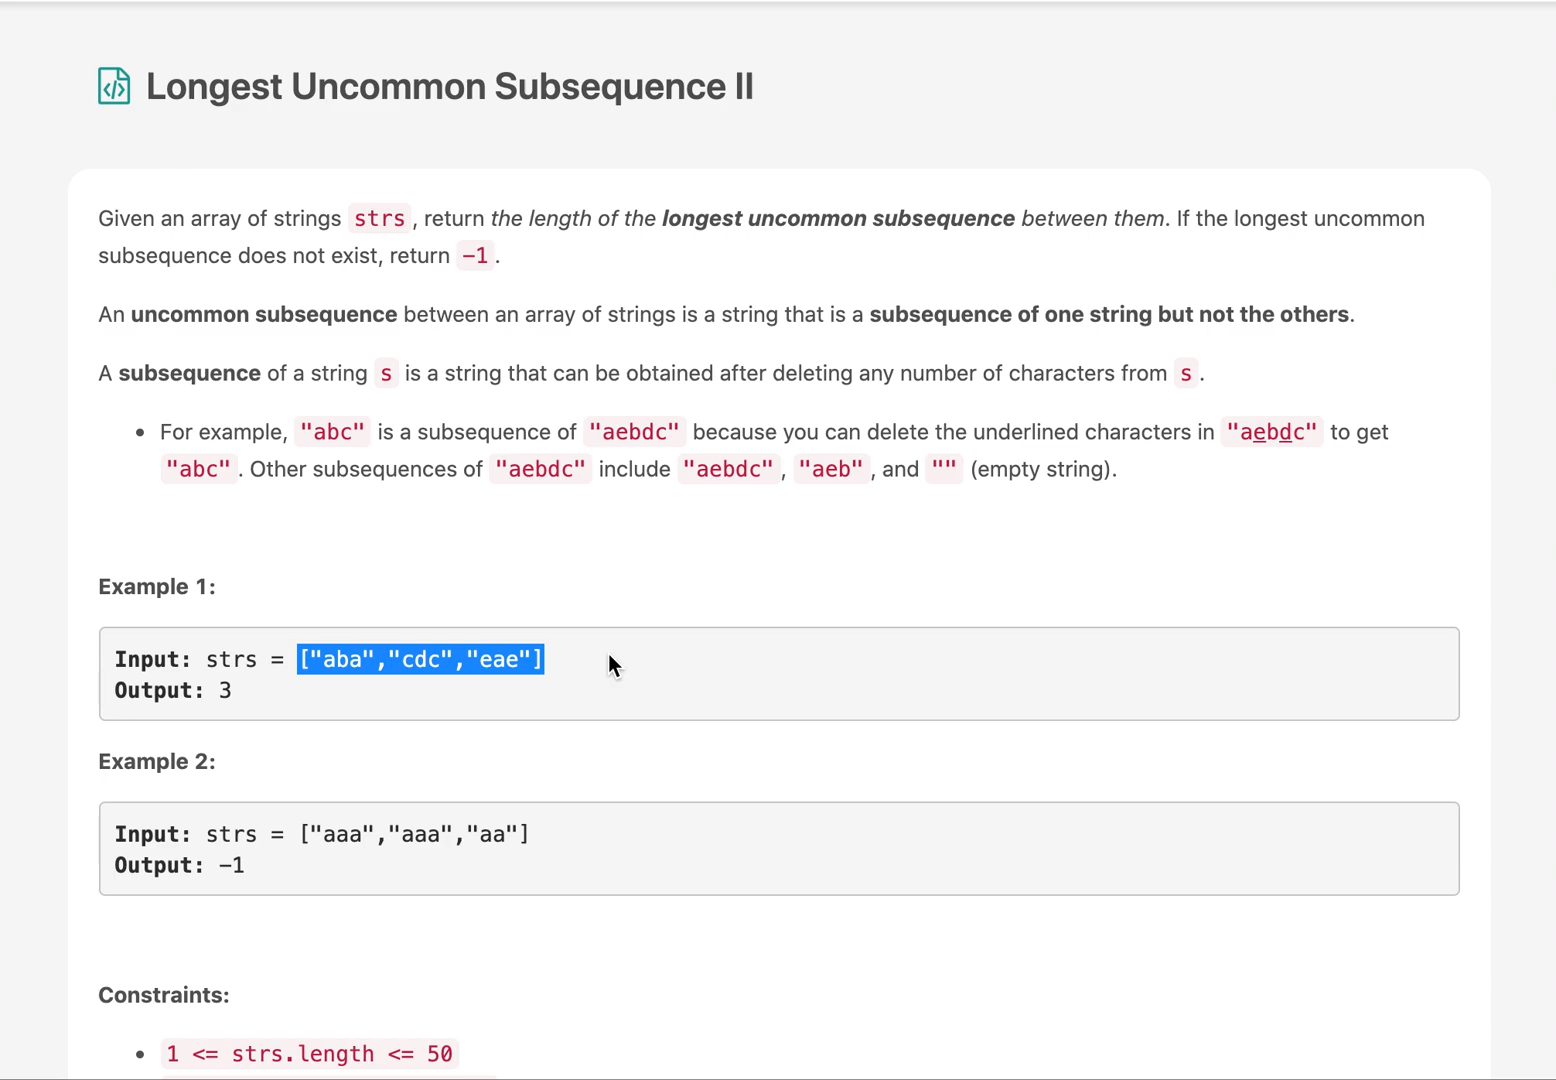 Longest Uncommon Subsequence II
Given an array of strings strs, return the length of the longest uncommon subsequence between them. If the longest uncommon
subsequence does not exist, return -1.
An uncommon subsequence between an array of strings is a string that is a subsequence of one string but not the others.
A subsequence of a string s is a string that can be obtained after deleting any number of characters from s.
• For example, "abc" is a subsequence of "aebdc" because you can delete the underlined characters in "aebdc" to get
"abc". Other subsequences of "aebdc" include "aebdc", "aeb", and "" (empty string).
Example 1:
Input: strs = ["aba","cdc","eae"]
Output: 3
Example 2:
Input: strs = ["aaa","aaa","aa"]
Output: -1
Constraints:
• 1 <= strs.length <= 50